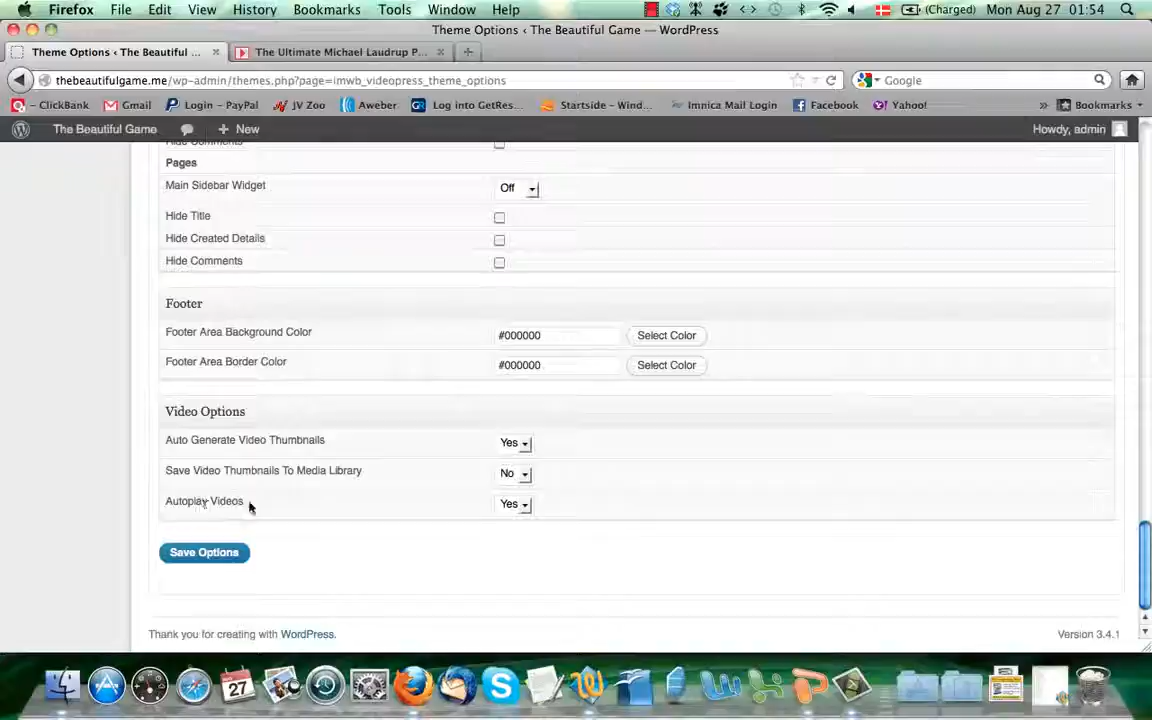 Firefox File Edit View History Bookmarks Tools Window Help (Charged) Mon Aug 27 01:54
Theme Options ‹ The Beautiful Game — WordPress
Theme Options ‹ The Beautiful ... The Ultimate Michael Laudrup P...
thebeautifulgame.me/wp-admin/themes.php?page=imwb_videopress_theme_options Google
– ClickBank Gmail Login – PayPal JV Zoo Aweber Log into GetRes... Startside – Wind... Imnica Mail Login Facebook Yahoo! » Bookmarks
The Beautiful Game + New Howdy, admin
Hide Comments
Pages
Main Sidebar Widget Off
Hide Title
Hide Created Details
Hide Comments
Footer
Footer Area Background Color #000000 Select Color
Footer Area Border Color #000000 Select Color
Video Options
Auto Generate Video Thumbnails Yes
Save Video Thumbnails To Media Library No
Autoplay Videos Yes
Save Options
Thank you for creating with WordPress. Version 3.4.1